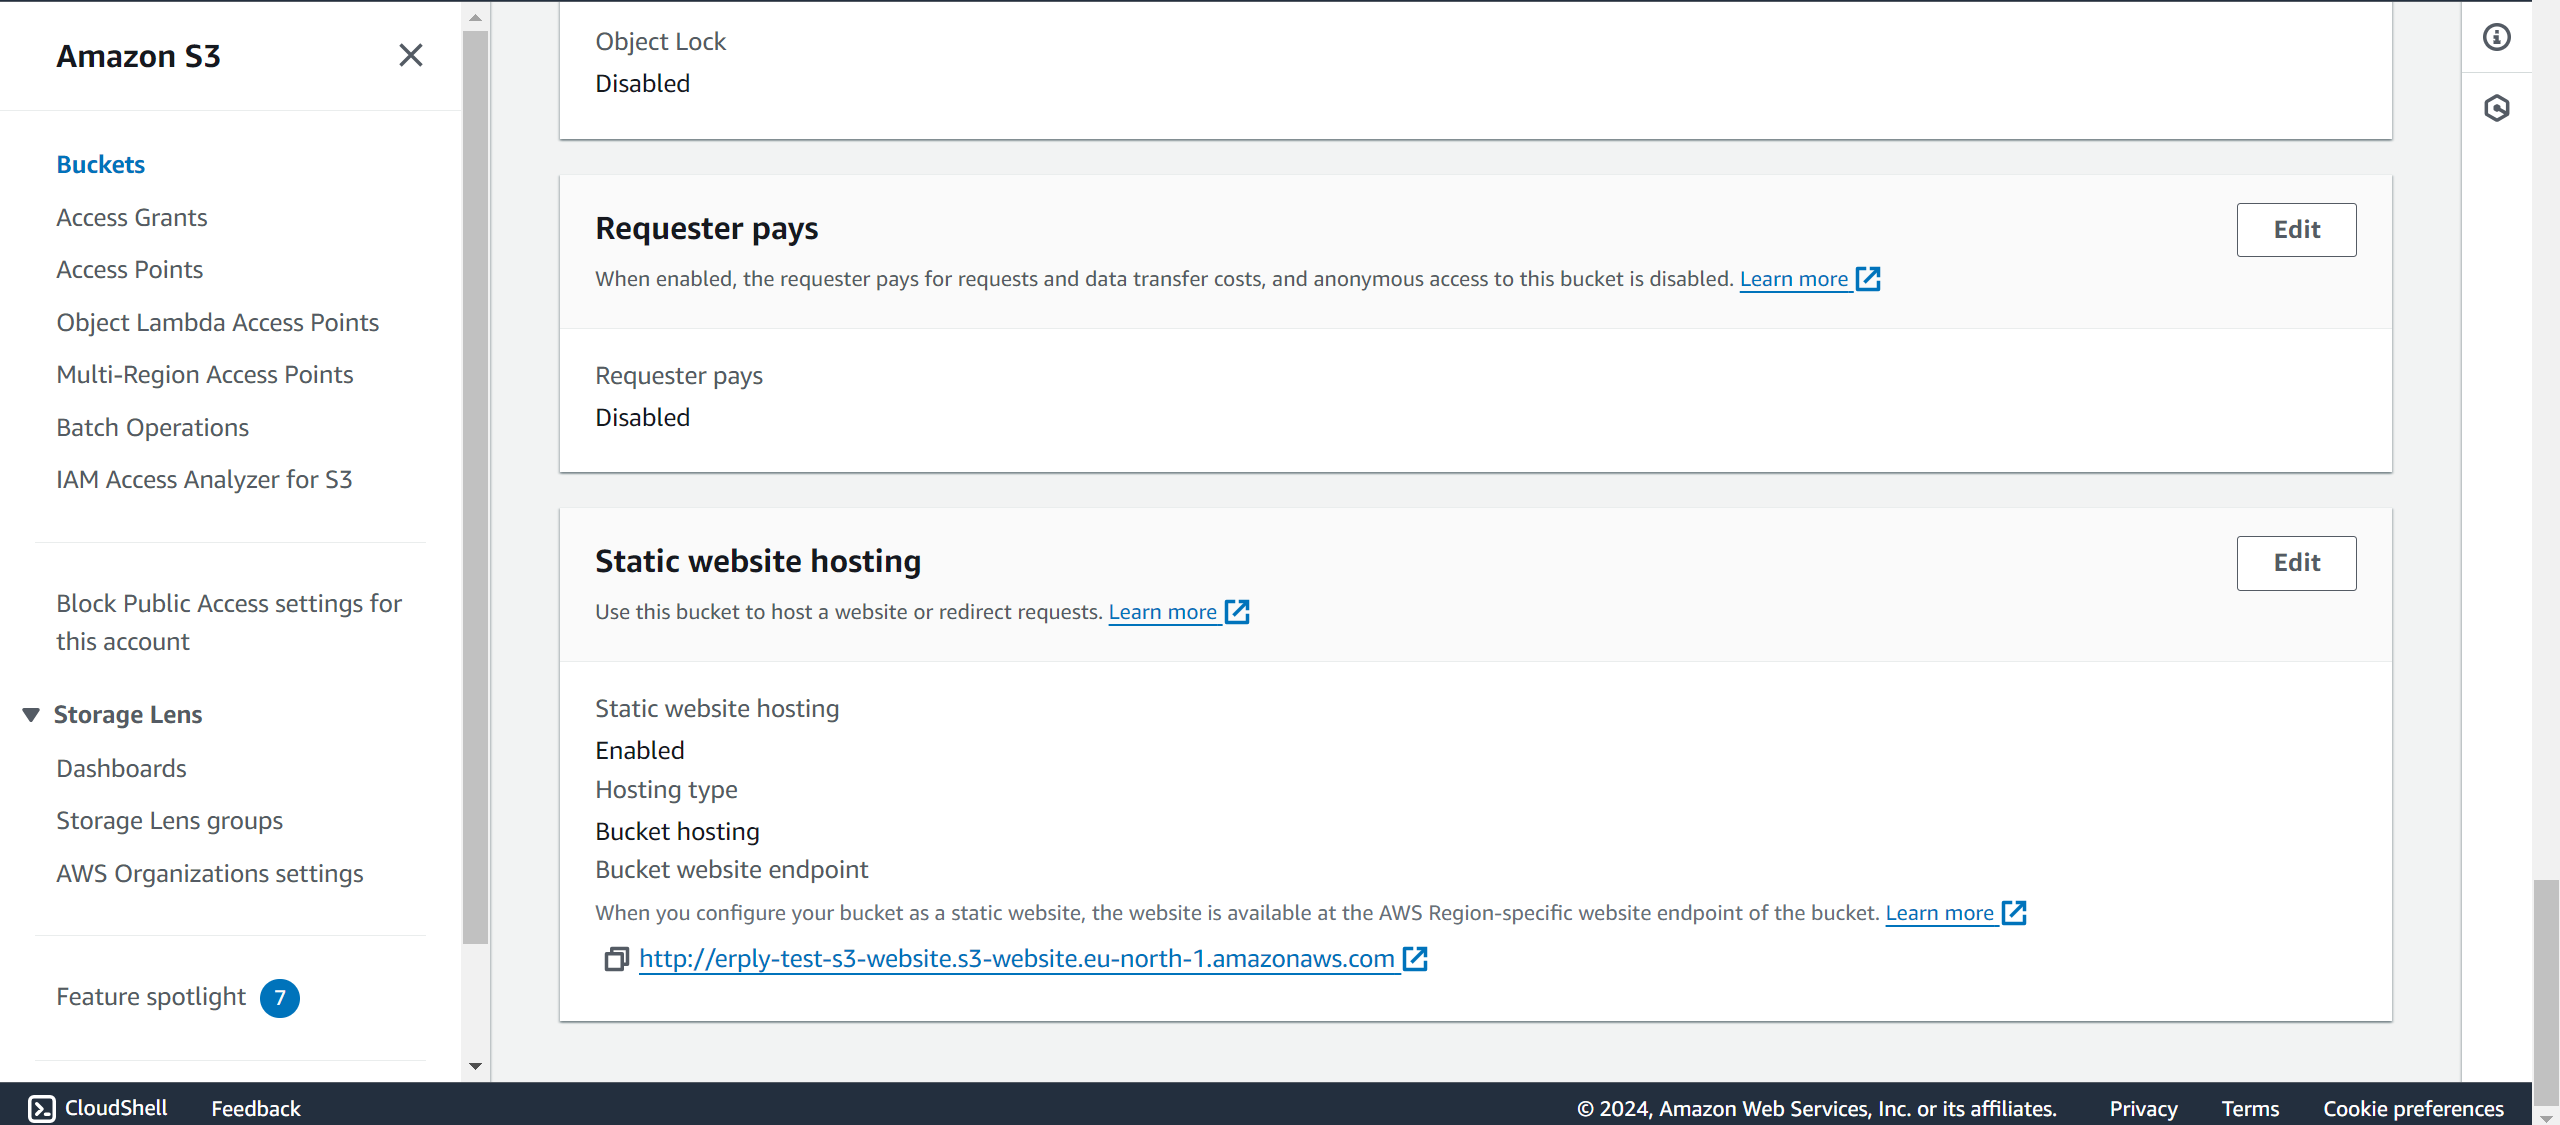 Amazon S3
Buckets
Access Grants
Access Points
Object Lambda Access Points
Multi-Region Access Points
Batch Operations
IAM Access Analyzer for S3
Block Public Access settings for
this account
Storage Lens
Dashboards
Storage Lens groups
AWS Organizations settings
Feature spotlight 7
Object Lock
Disabled
Requester pays
Edit
When enabled, the requester pays for requests and data transfer costs, and anonymous access to this bucket is disabled. Learn more
Requester pays
Disabled
Static website hosting
Edit
Use this bucket to host a website or redirect requests. Learn more
Static website hosting
Enabled
Hosting type
Bucket hosting
Bucket website endpoint
When you configure your bucket as a static website, the website is available at the AWS Region-specific website endpoint of the bucket. Learn more
http://erply-test-s3-website.s3-website.eu-north-1.amazonaws.com
CloudShell Feedback © 2024, Amazon Web Services, Inc. or its affiliates. Privacy Terms Cookie preferences